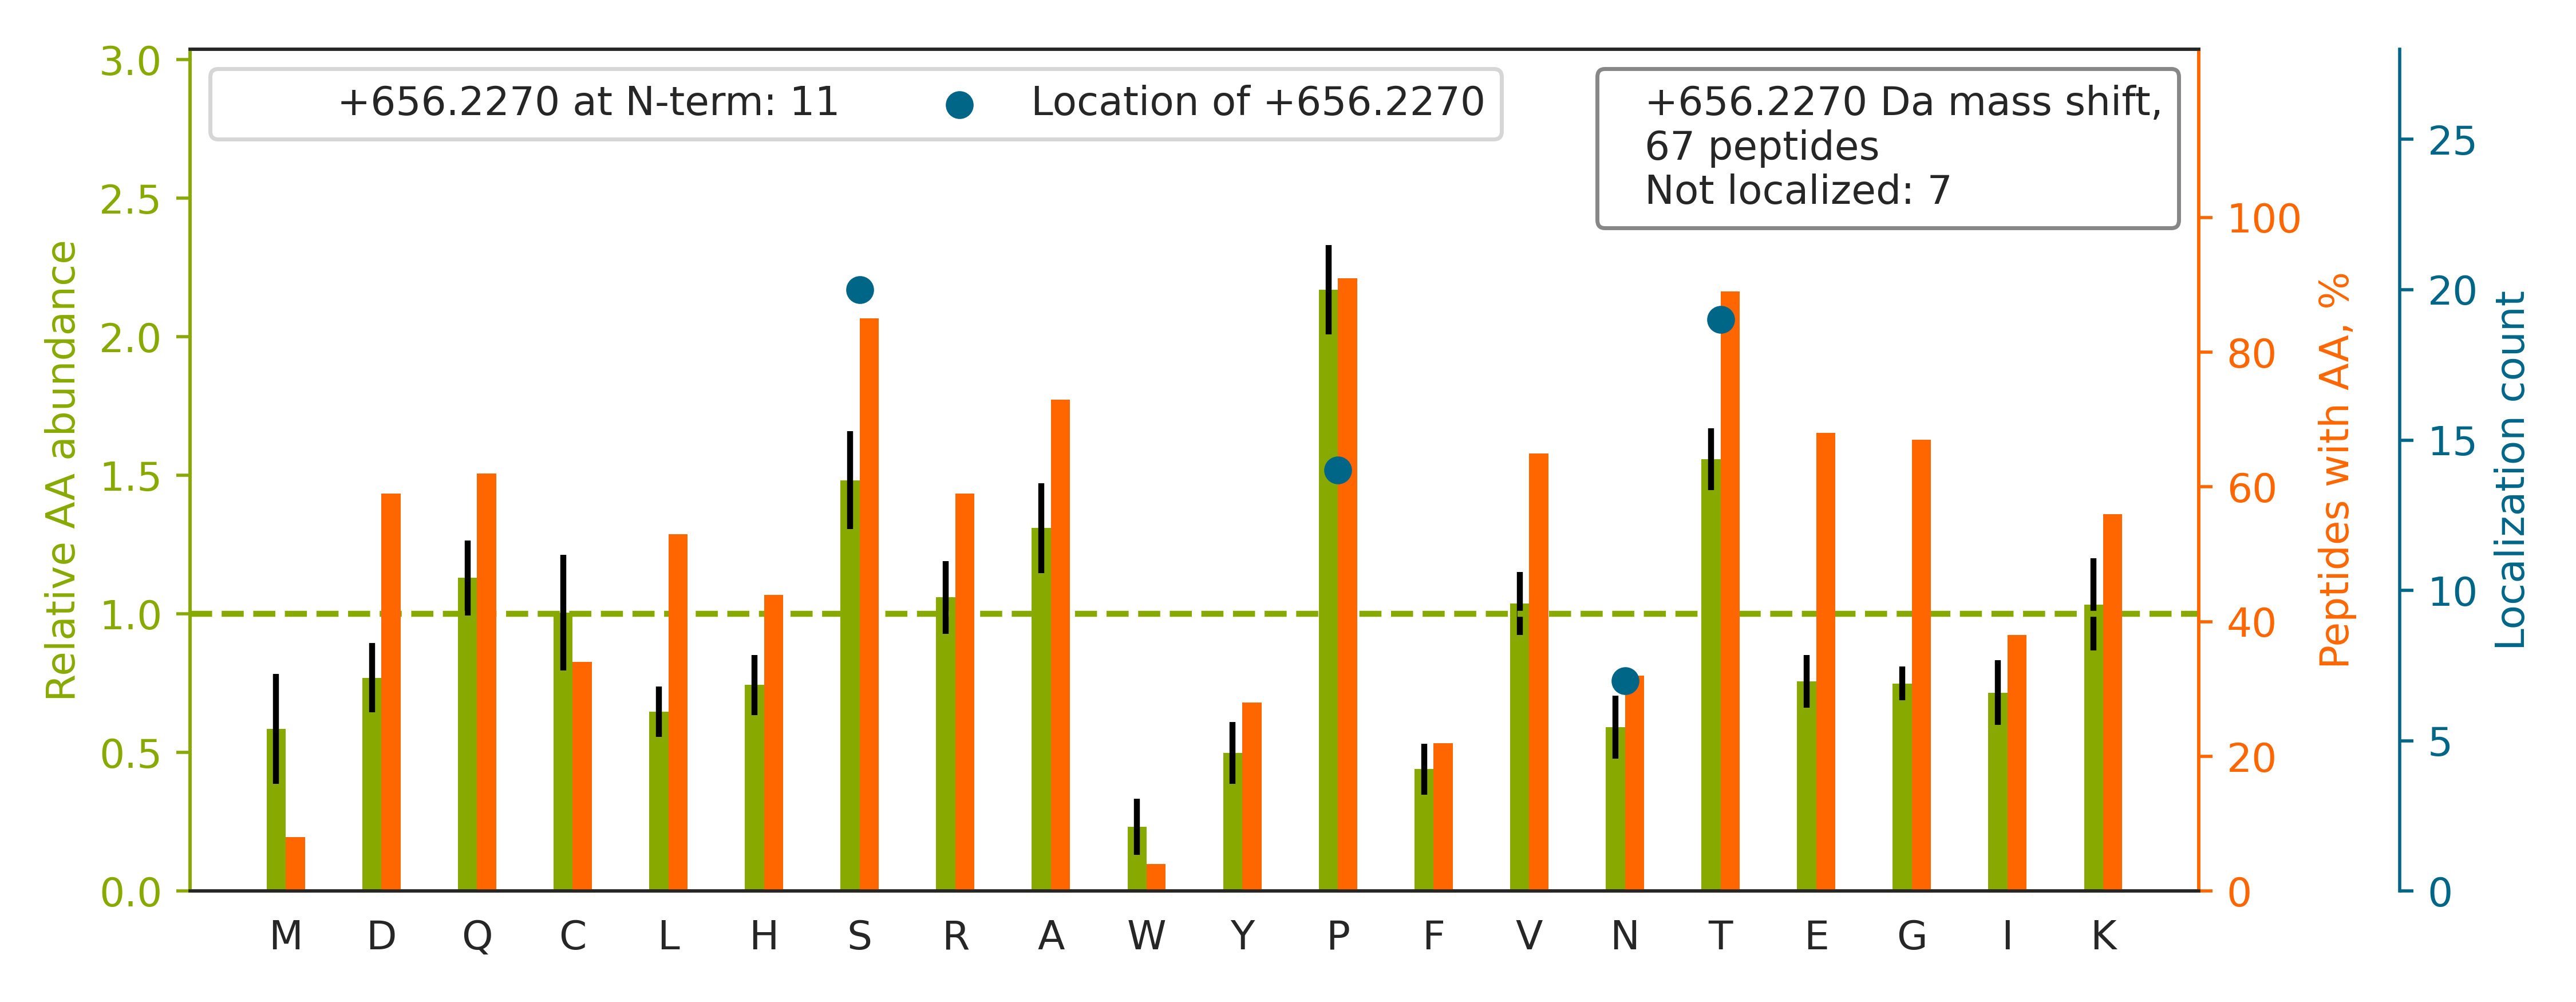 +656.2270 at N-term: 11
Location of +656.2270
+656.2270 Da mass shift,
67 peptides
Not localized: 7
Relative AA abundance
3.0
2.5
2.0
1.5
1.0
0.5
0.0
M D Q C L H S R A W Y P F V N T E G I K
100
80
60
40
20
0
Peptides with AA, %
25
20
15
10
5
0
Localization count